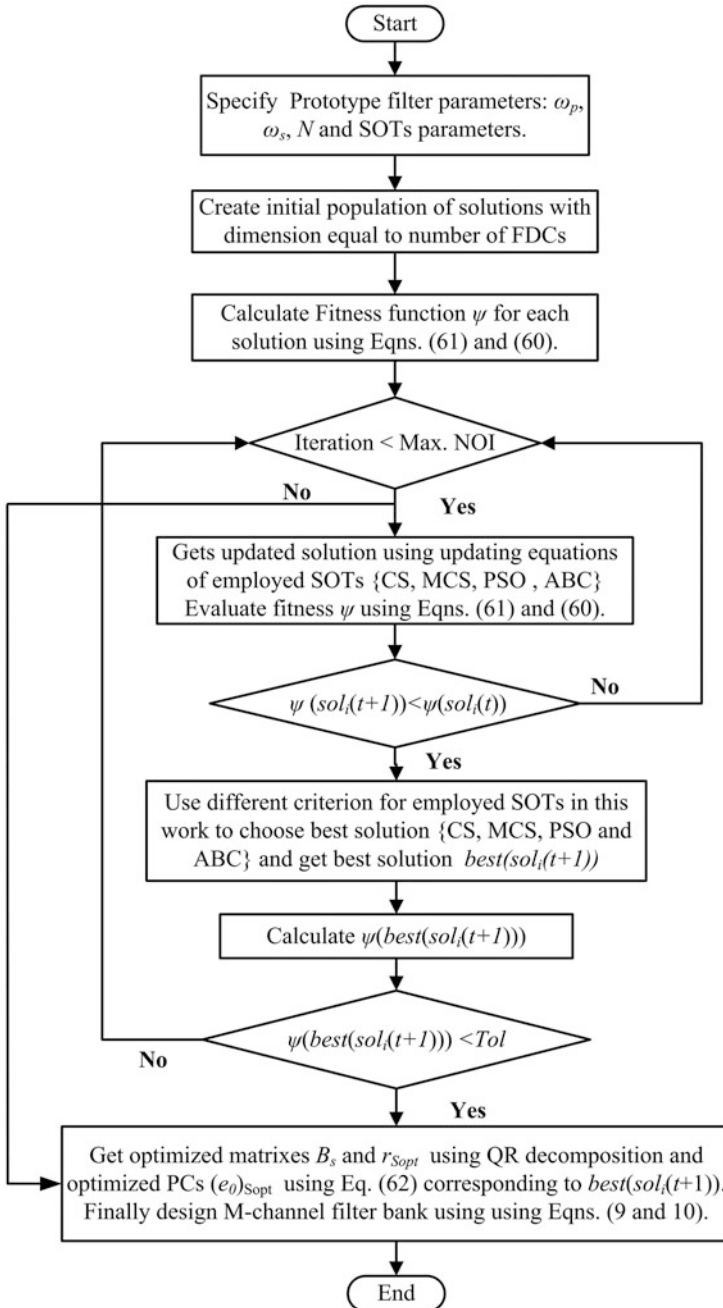 Start
Specify Prototype filter parameters: ωp,
ωs, N and SOTs parameters.
Create initial population of solutions with
dimension equal to number of FDCs
Calculate Fitness function ψ for each
solution using Eqns. (61) and (60).
Iteration < Max. NOI
No
Yes
Gets updated solution using updating equations
of employed SOTs {CS, MCS, PSO , ABC}
Evaluate fitness ψ using Eqns. (61) and (60).
ψ (soli(t+1))<ψ(soli(t))
No
Yes
Use different criterion for employed SOTs in this
work to choose best solution {CS, MCS, PSO and
ABC} and get best solution best(soli(t+1))
Calculate ψ(best(soli(t+1)))
ψ(best(soli(t+1))) <Tol
No
Yes
Get optimized matrixes Bs and rSopt using QR decomposition and
optimized PCs (e0)Sopt using Eq. (62) corresponding to best(soli(t+1)).
Finally design M-channel filter bank using using Eqns. (9 and 10).
End